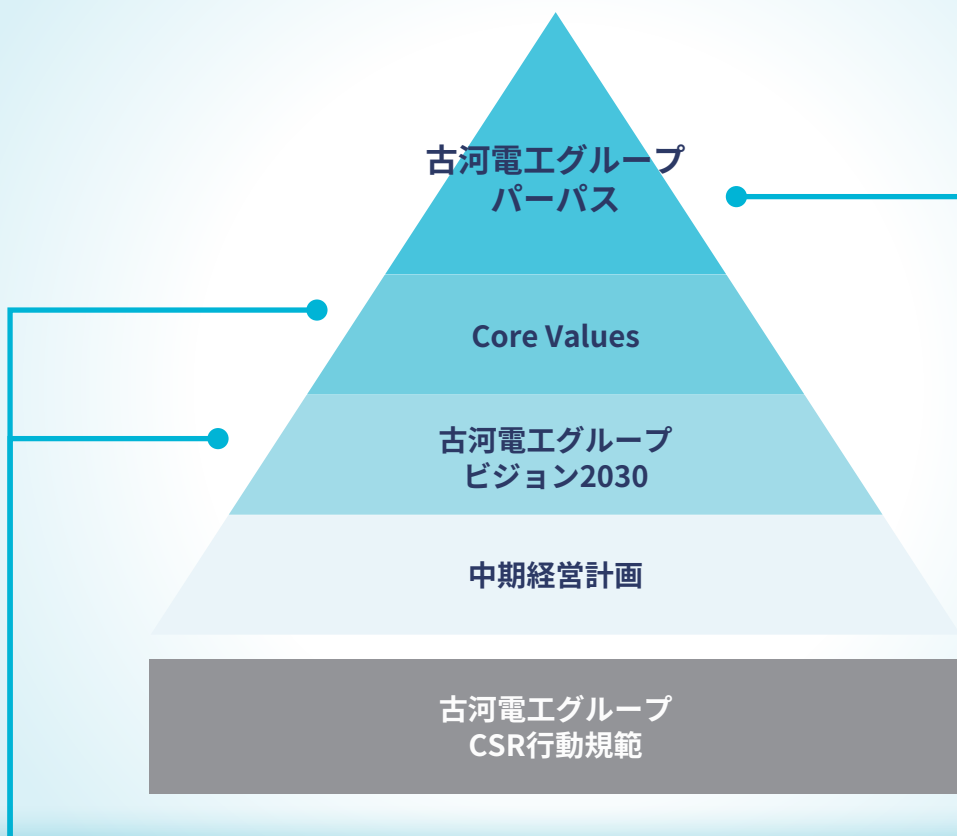 古河電工グループ
パーパス
Core Values
古河電工グループ
ビジョン2030
中期経営計画
古河電工グループ
CSR行動規範